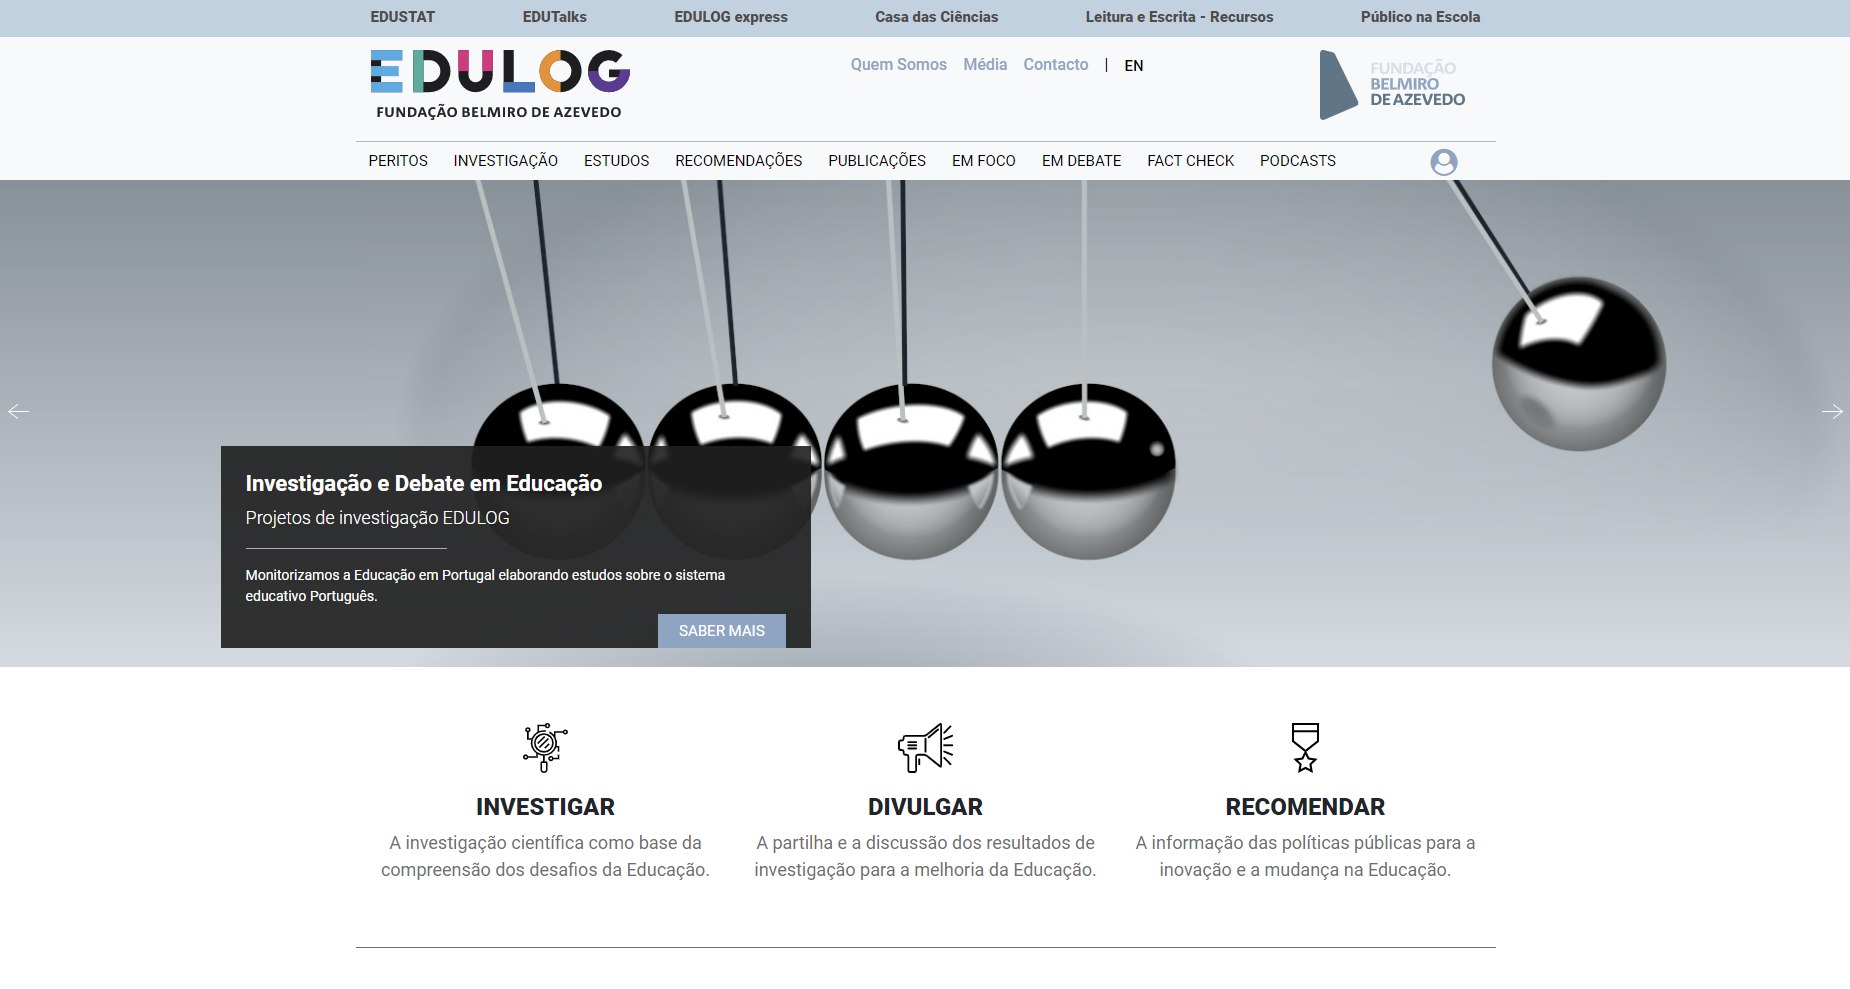 EDUSTAT EDUTalks EDULOG express Casa das Ciências Leitura e Escrita - Recursos Público na Escola
EDULOG
FUNDAÇÃO BELMIRO DE AZEVEDO
Quem Somos Média Contacto | EN
FUNDAÇÃO
BELMIRO
DE AZEVEDO
PERITOS INVESTIGAÇÃO ESTUDOS RECOMENDAÇÕES PUBLICAÇÕES EM FOCO EM DEBATE FACT CHECK PODCASTS
Investigação e Debate em Educação
Projetos de investigação EDULOG
Monitorizamos a Educação em Portugal elaborando estudos sobre o sistema
educativo Português.
SABER MAIS
INVESTIGAR
A investigação científica como base da
compreensão dos desafios da Educação.
DIVULGAR
A partilha e a discussão dos resultados de
investigação para a melhoria da Educação.
RECOMENDAR
A informação das políticas públicas para a
inovação e a mudança na Educação.